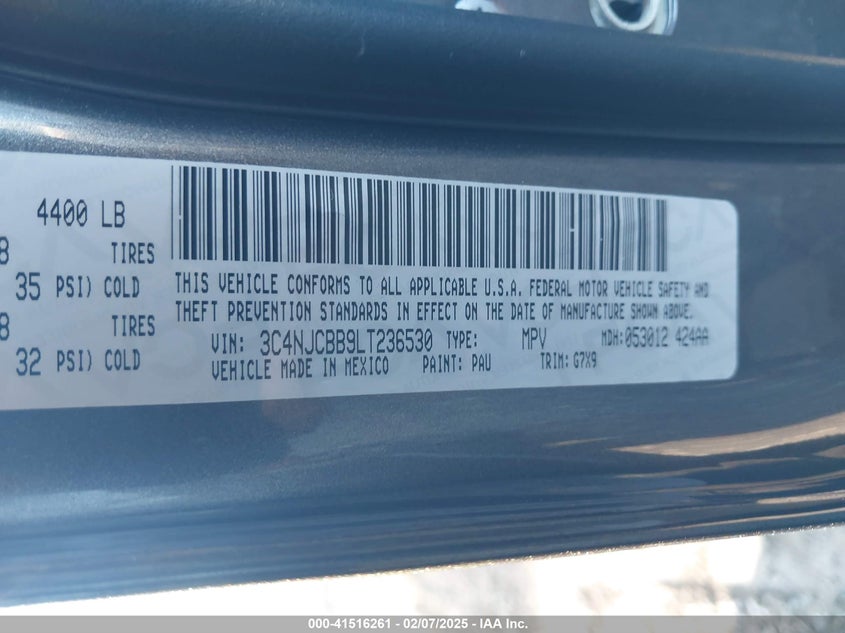 4400 LB
8 TIRES
35 PSI) COLD
8 TIRES
32 PSI) COLD
THIS VEHICLE CONFORMS TO ALL APPLICABLE U.S.A. FEDERAL MOTOR VEHICLE SAFETY AND
THEFT PREVENTION STANDARDS IN EFFECT ON THE DATE OF MANUFACTURE SHOWN ABOVE.
VIN: 3C4NJCBB9LT236530 TYPE: MPV MDH:053012 424AA
VEHICLE MADE IN MEXICO PAINT: PAU TRIM: G7X9
000-41516261 - 02/07/2025 - IAA Inc.